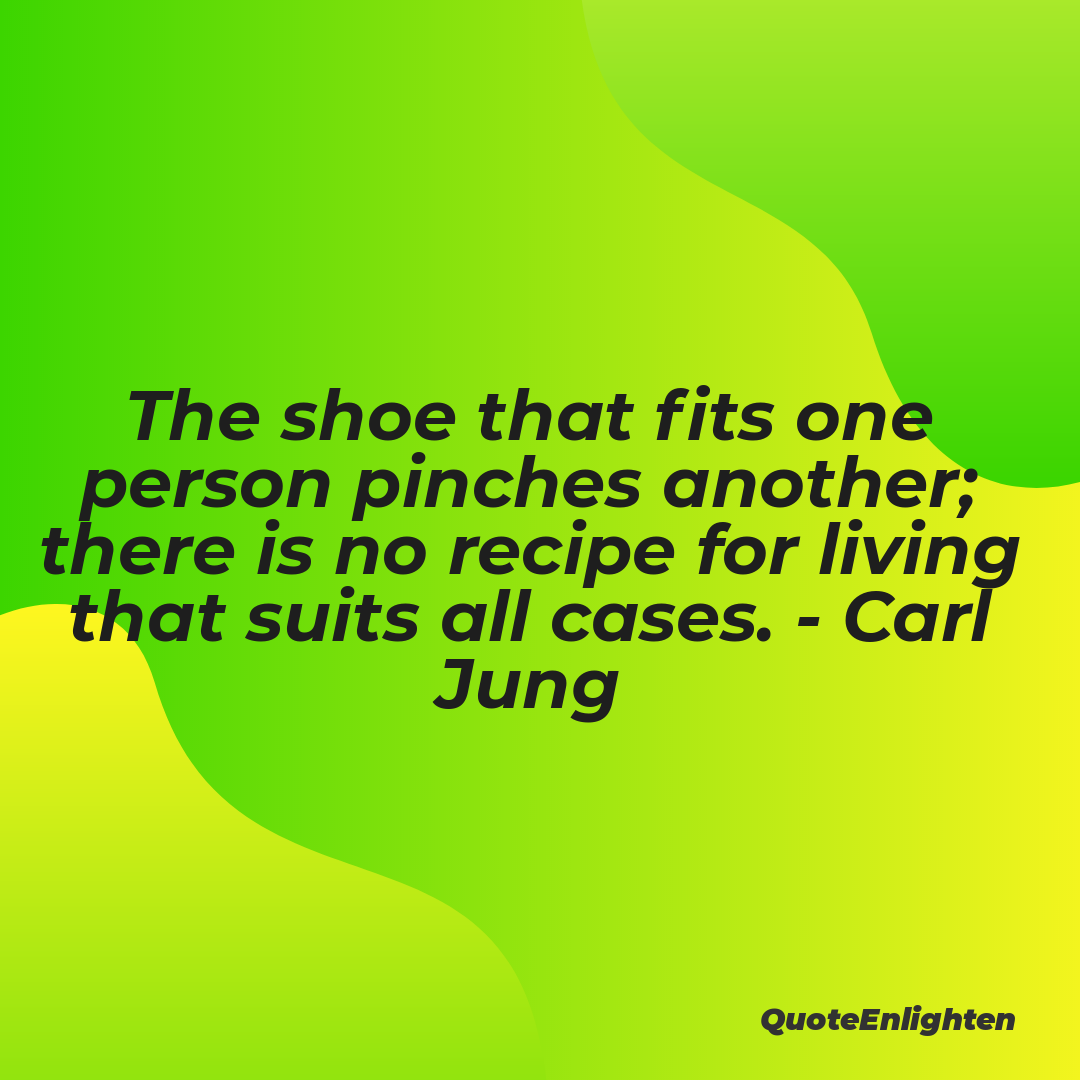 The shoe that fits one
person pinches another;
there is no recipe for living
that suits all cases. - Carl
Jung
QuoteEnlighten